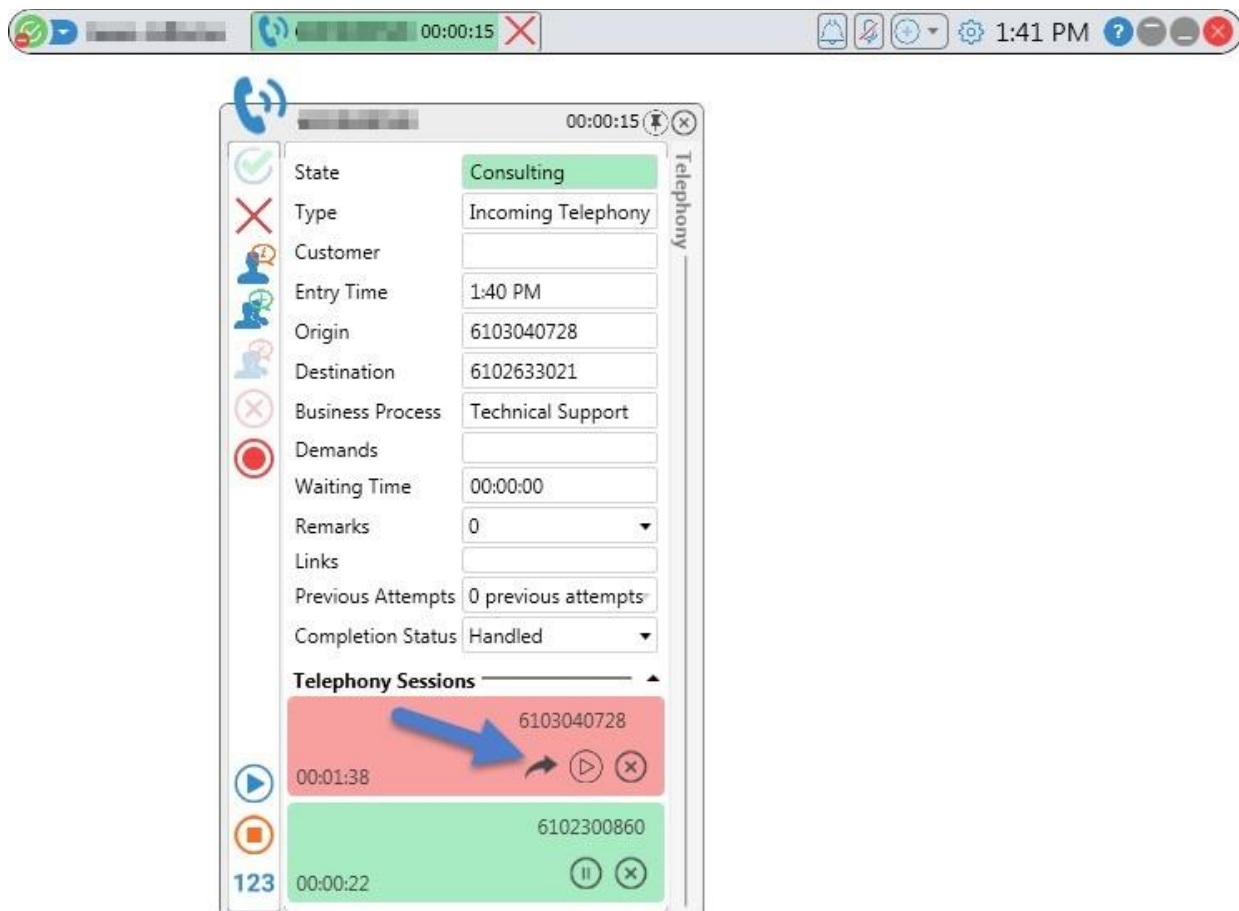 00:00:15 1:41 PM ?
00:00:15
Telephony
State Consulting
Type Incoming Telephony
Customer
Entry Time 1:40 PM
Origin 6103040728
Destination 6102633021
Business Process Technical Support
Demands
Waiting Time 00:00:00
Remarks 0
Links
Previous Attempts 0 previous attempts
Completion Status Handled
Telephony Sessions
6103040728
00:01:38
6102300860
123 00:00:22